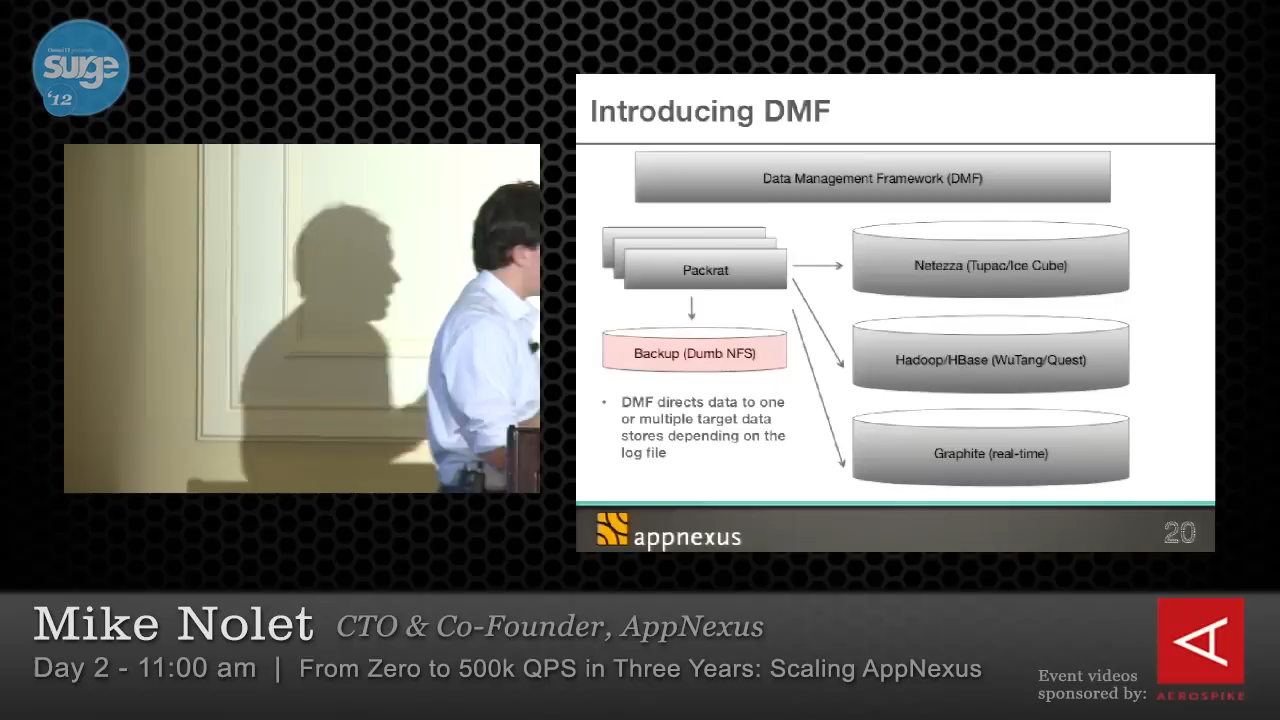 OmniTI presents
surge
'12
Introducing DMF
Data Management Framework (DMF)
Packrat
Netezza (Tupac/Ice Cube)
Backup (Dumb NFS)
Hadoop/HBase (WuTang/Quest)
• DMF directs data to one
or multiple target data
stores depending on the
log file
Graphite (real-time)
appnexus
20
Mike Nolet CTO & Co-Founder, AppNexus
Day 2 - 11:00 am | From Zero to 500k QPS in Three Years: Scaling AppNexus
Event videos
sponsored by:
AEROSPIKE